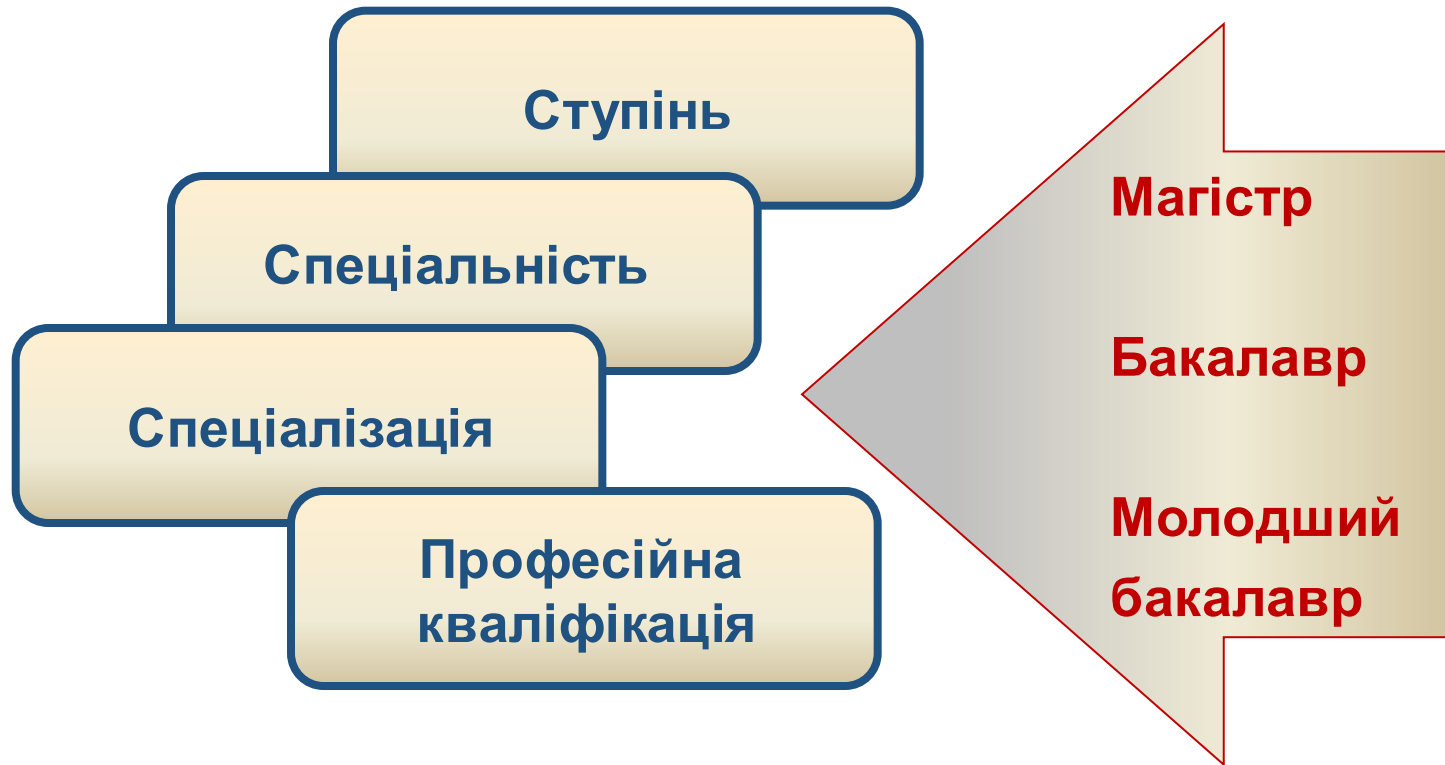 Ступінь
Спеціальність
Спеціалізація
Професійна
кваліфікація
Магістр
Бакалавр
Молодший
бакалавр